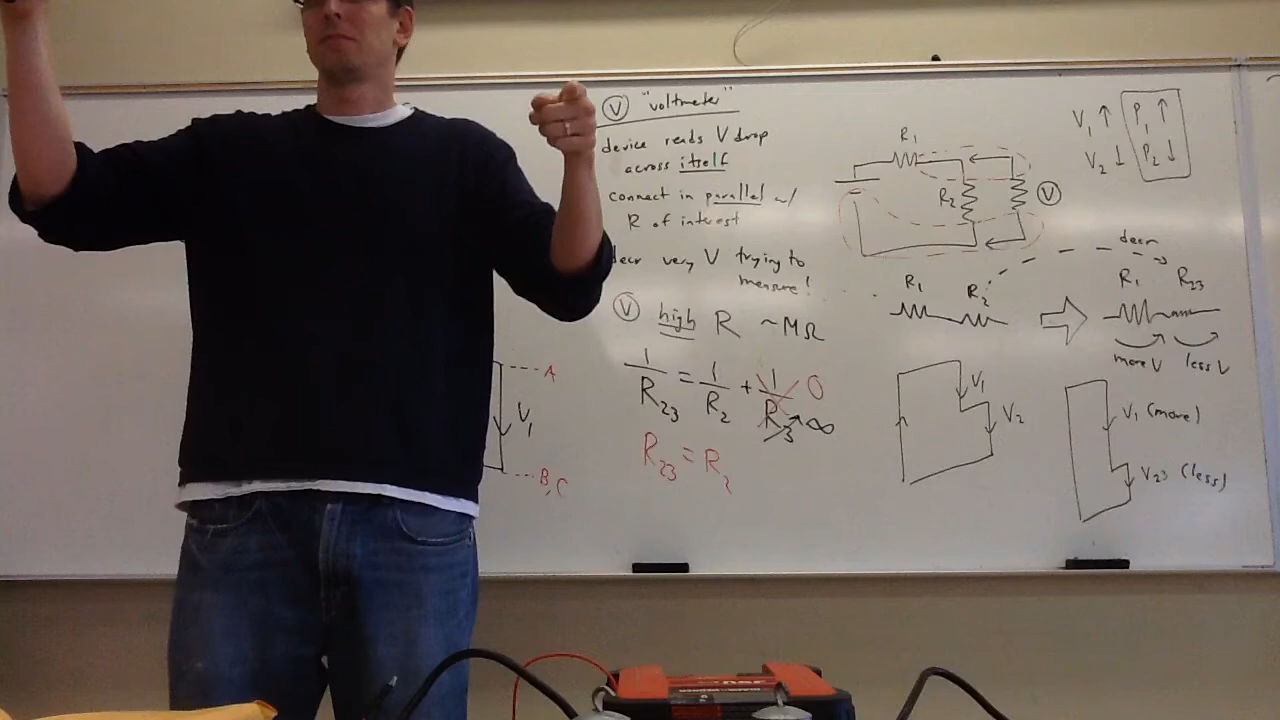 Ⓥ "voltmeter"
device reads V drop
across itself
connect in parallel w/
R of interest
decr very V trying to
measure!
Ⓥ high R ~MΩ
1/R₂₃ = 1/R₂ + 1/R₃ 0
∞
R₂₃ = R₂
A
V₁
B, C
R₁
R₂
Ⓥ
V₁ ↑ P₁ ↑
V₂ ↓ P₂ ↓
decr
R₁ R₂ ⇒ R₁ R₂₃
more V less V
V₁
V₂
V₁ (more)
V₂₃ (less)